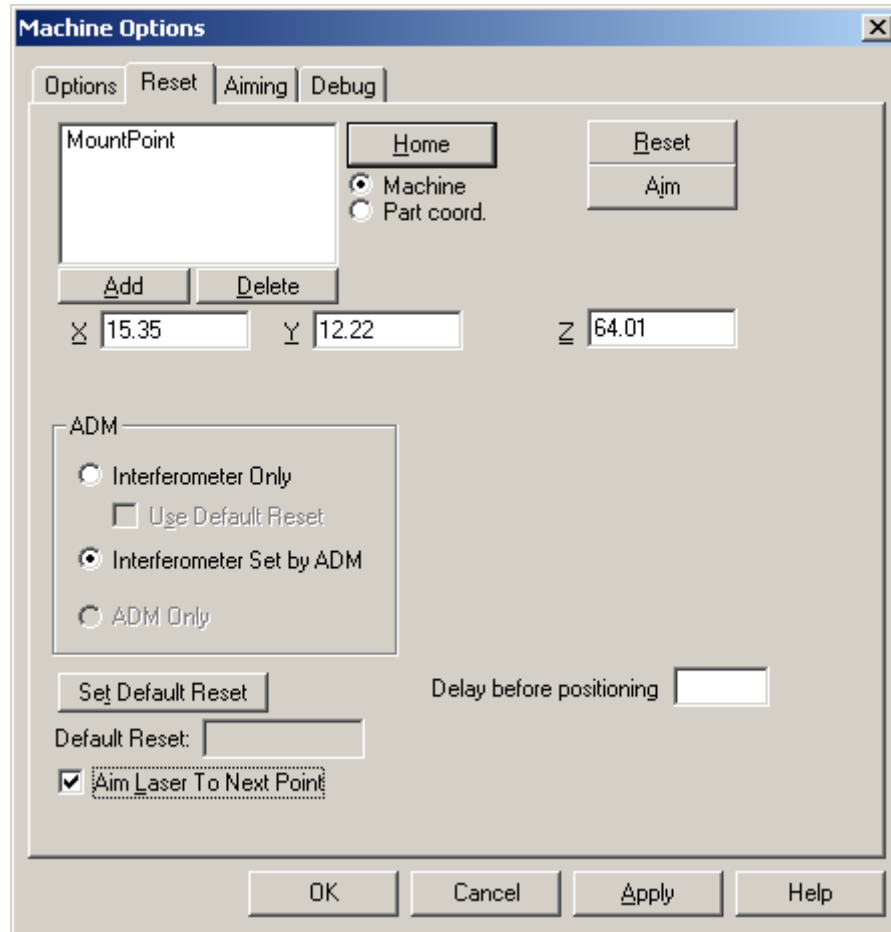 Machine Options
Options Reset Aiming Debug
MountPoint
Home
Reset
Machine
Aim
Part coord.
Add Delete
X 15.35 Y 12.22 Z 64.01
ADM
Interferometer Only
Use Default Reset
Interferometer Set by ADM
ADM Only
Set Default Reset Delay before positioning
Default Reset:
Aim Laser To Next Point
OK Cancel Apply Help